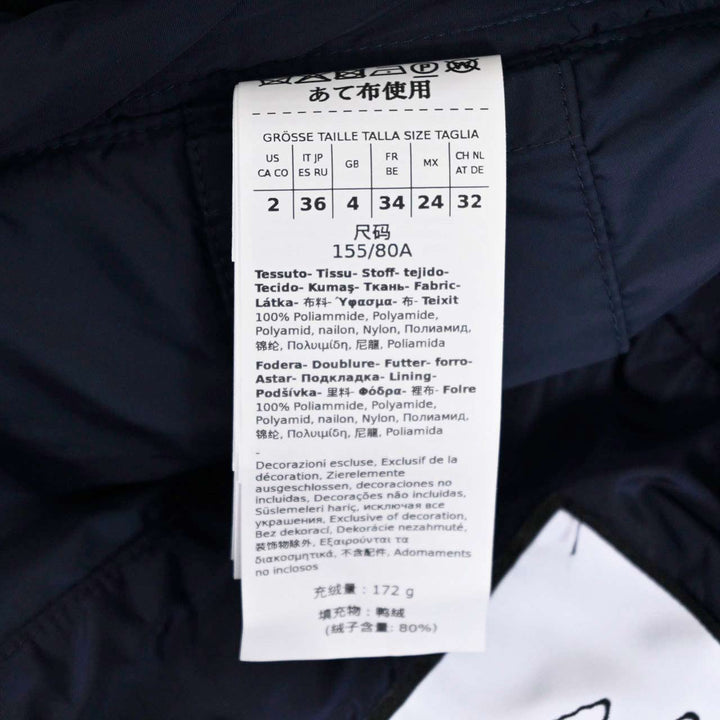 あて布使用
GRÖSSE TAILLE TALLA SIZE TAGLIA
US CA CO | IT JP ES RU | GB | FR BE | MX | CH NL AT DE
2 | 36 | 4 | 34 | 24 | 32
尺码
155/80A
Tessuto- Tissu- Stoff- tejido-
Tecido- Kumaş- Ткань- Fabric-
Látka- 布料- Ύφασμα- 布- Teixit
100% Poliammide, Polyamide,
Polyamid, nailon, Nylon, Полиамид,
锦纶, Πολυιμίδη, 尼龍, Poliamida
Fodera- Doublure- Futter- forro-
Astar- Подкладка- Lining-
Podšívka- 里料- Φόδρα- 裡布- Folre
100% Poliammide, Polyamide,
Polyamid, nailon, Nylon, Полиамид,
锦纶, Πολυιμίδη, 尼龍, Poliamida
Decorazioni escluse, Exclusif de la
décoration, Zierelemente
ausgeschlossen, decoraciones no
incluidas, Decorações não incluidas,
Süslemeleri hariç, исключая все
украшения, Exclusive of decoration,
Bez dekorací, Dekorácie nezahmuté,
装饰物除外, Εξαιρούνται τα
διακοσμητικά, 不含配件, Adornaments
no inclosos
充绒量：172 g
填充物：鸭绒
(绒子含量: 80%)